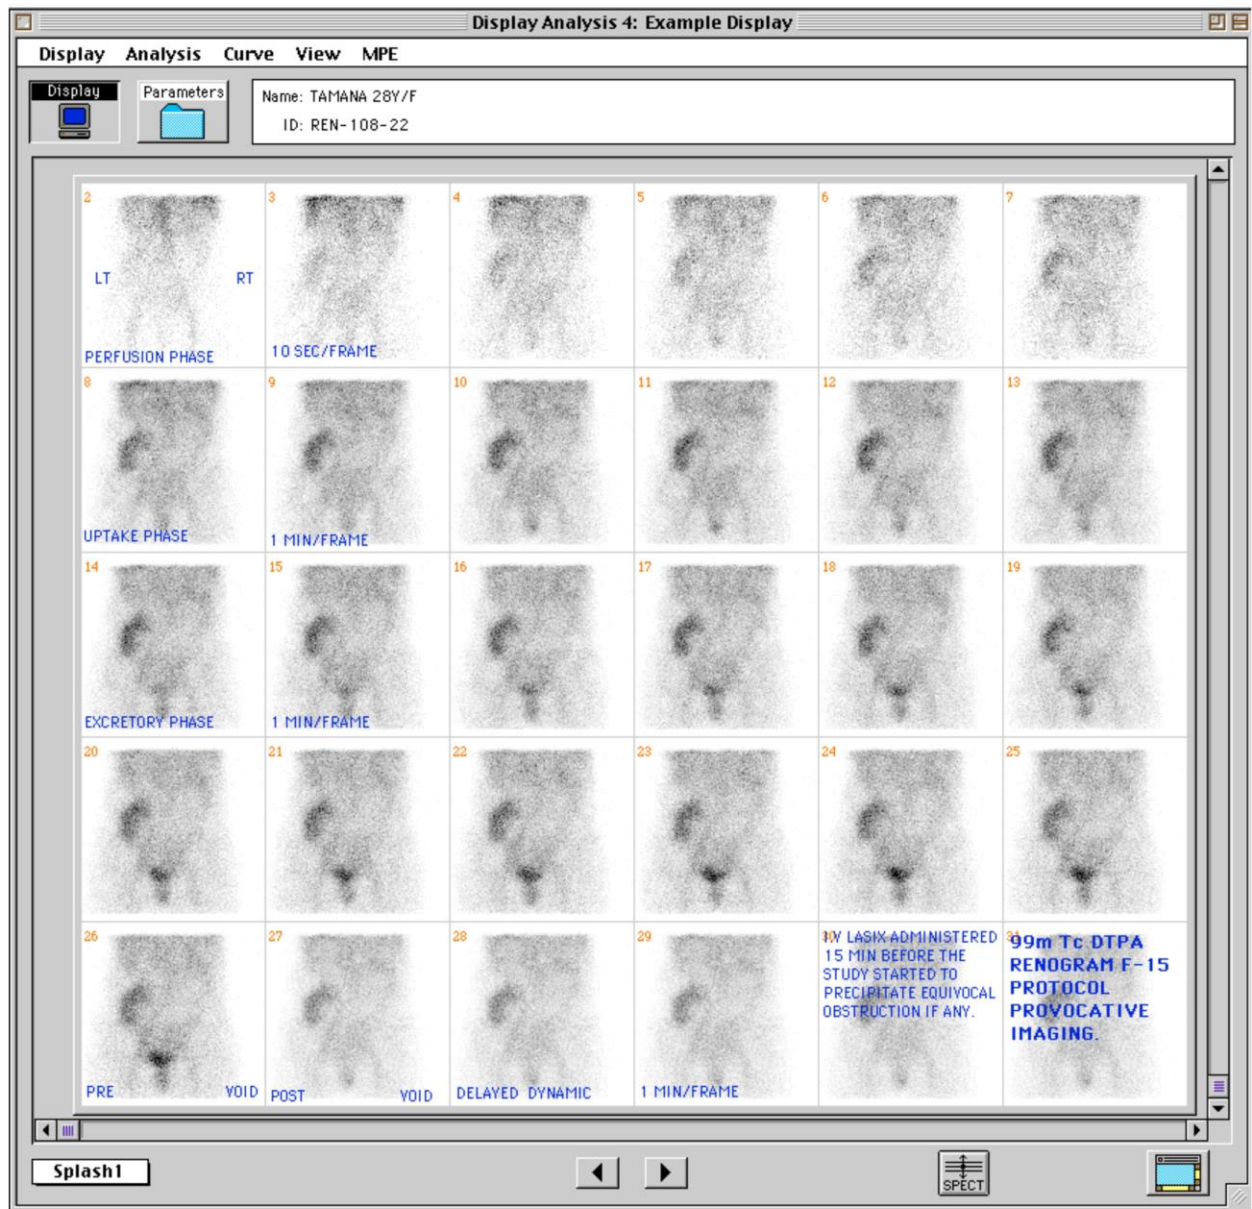 Display Analysis 4: Example Display
Display Analysis Curve View MPE
Display
Parameters
Name: TAMANA 28Y/F
ID: REN-108-22
2 3 4 5 6 7
LT RT
PERFUSION PHASE
10 SEC/FRAME
8 9 10 11 12 13
UPTAKE PHASE
1 MIN/FRAME
14 15 16 17 18 19
EXCRETORY PHASE
1 MIN/FRAME
20 21 22 23 24 25
26 27 28 29
PRE VOID
POST VOID
DELAYED DYNAMIC
1 MIN/FRAME
I.V LASIX ADMINISTERED
15 MIN BEFORE THE
STUDY STARTED TO
PRECIPITATE EQUIVOCAL
OBSTRUCTION IF ANY.
99m Tc DTPA
RENOGRAM F-15
PROTOCOL
PROVOCATIVE
IMAGING.
Splash1
SPECT